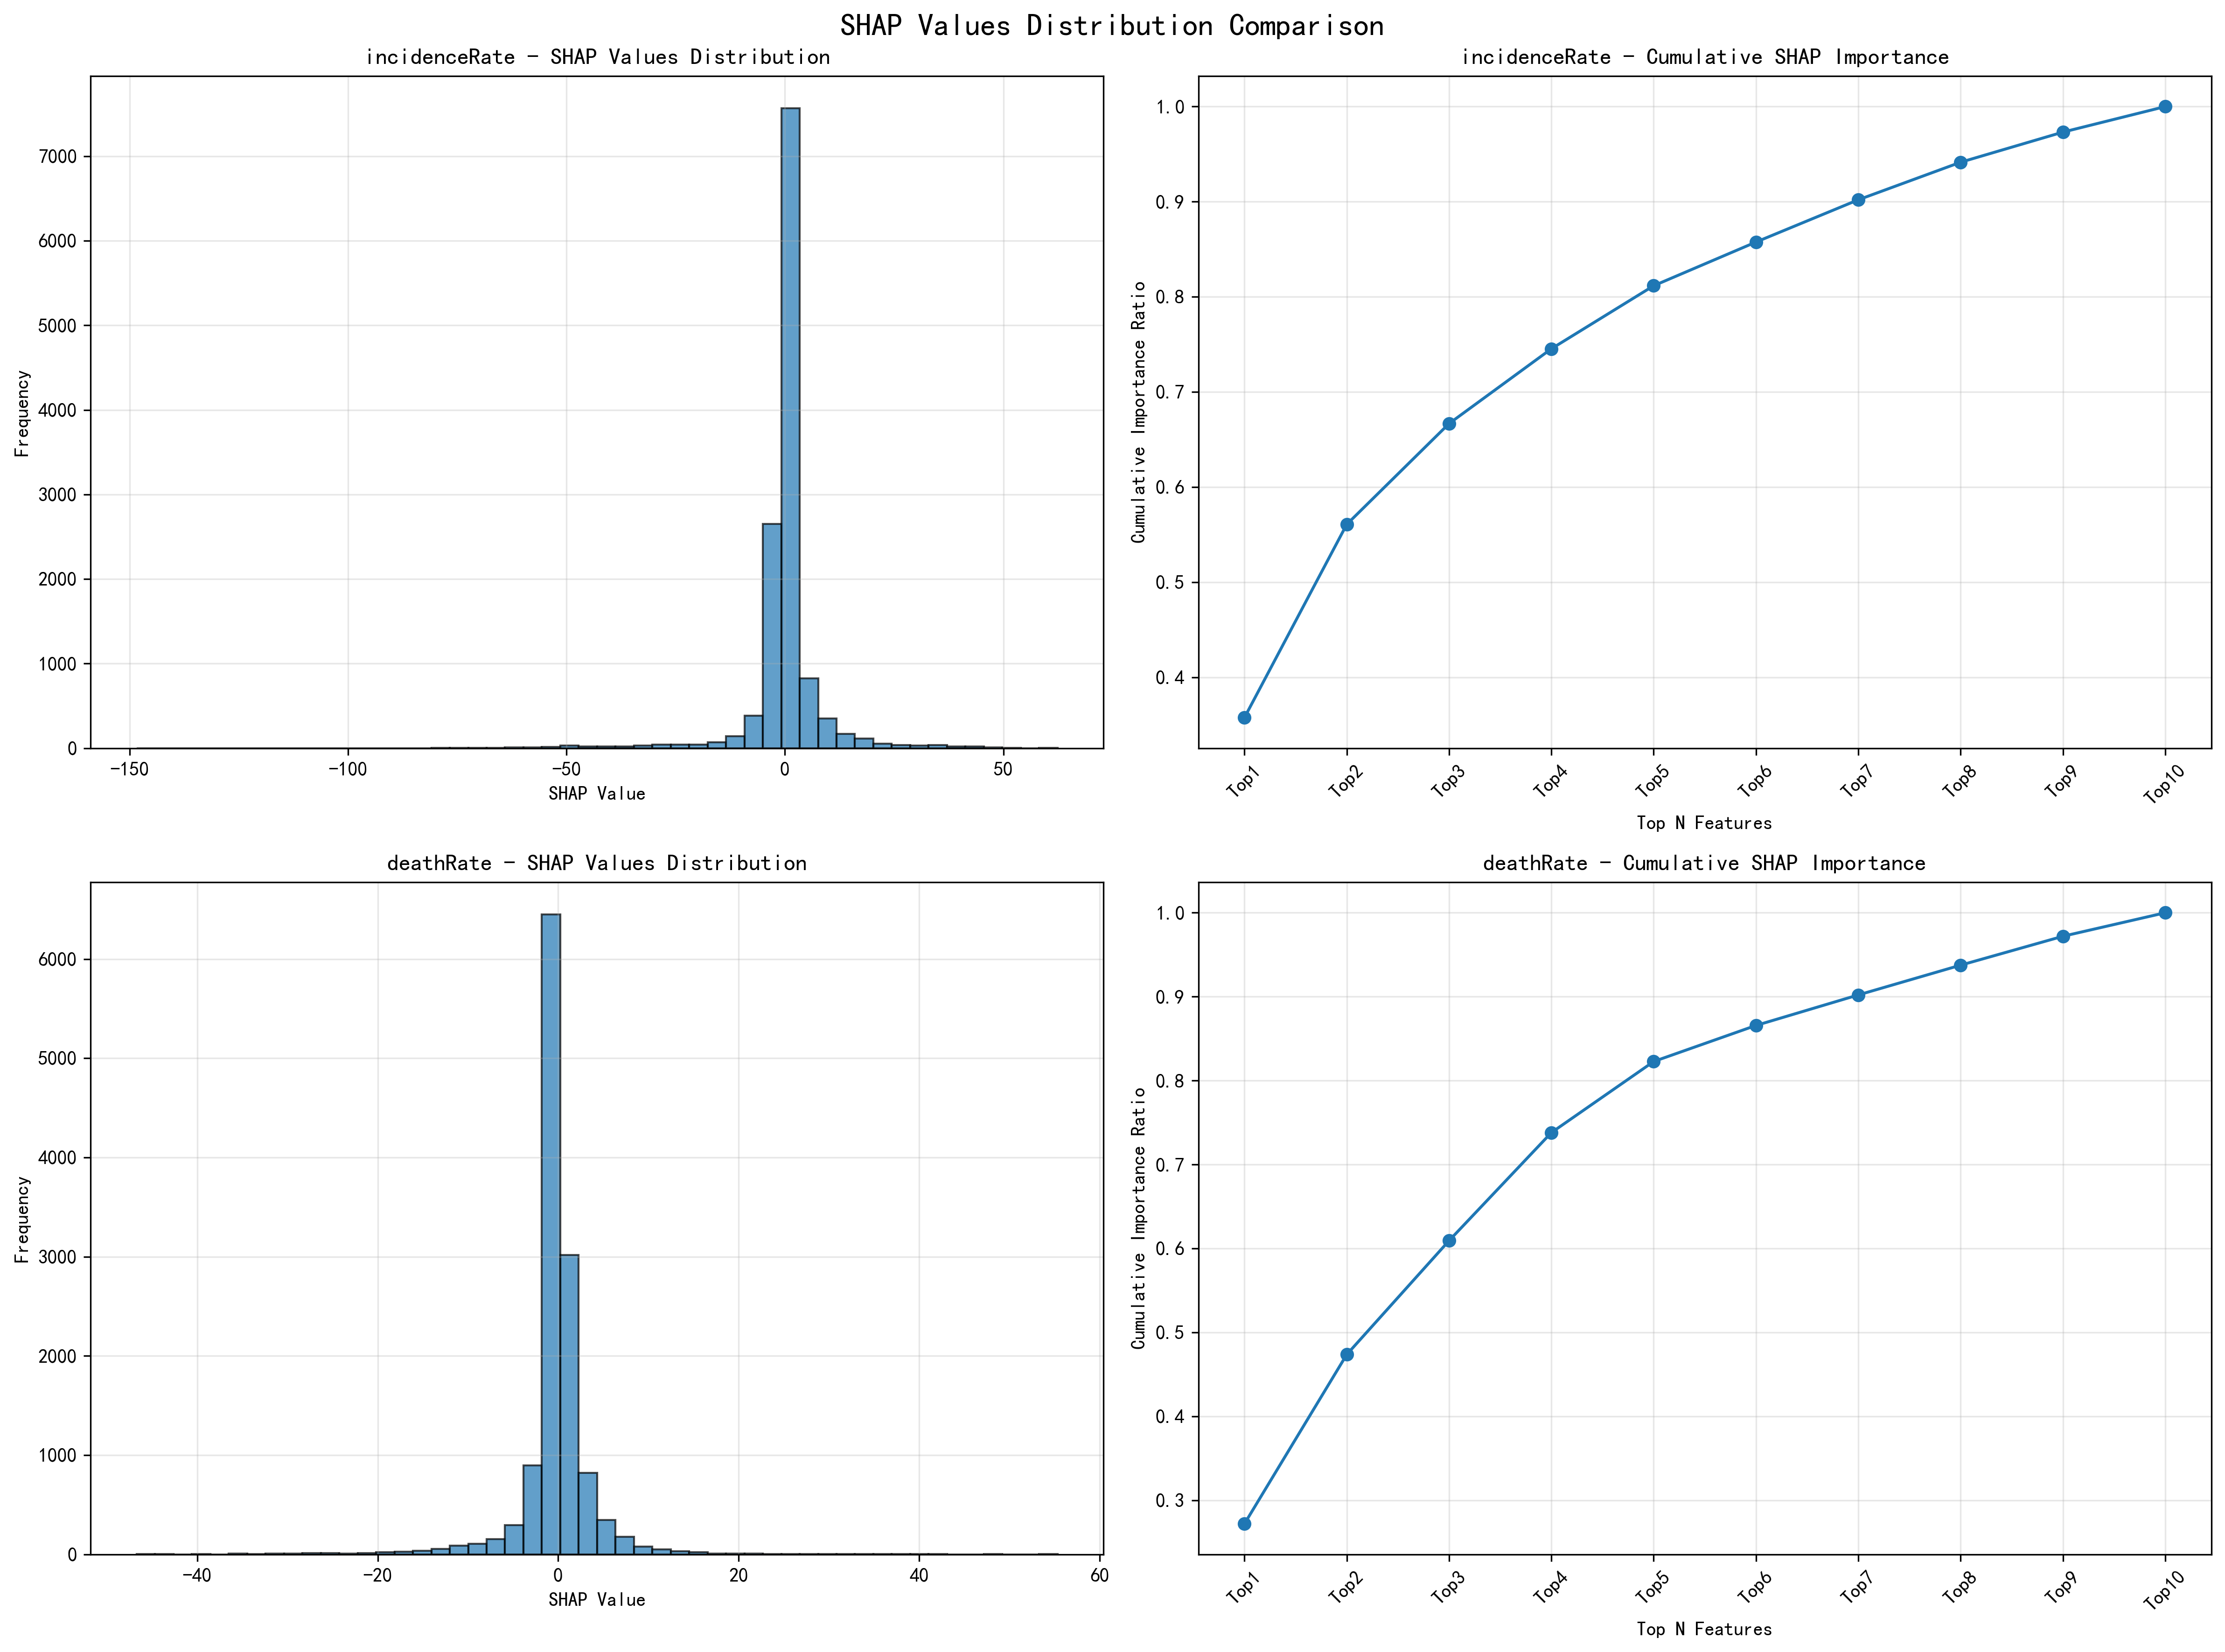 SHAP Values Distribution Comparison
incidenceRate - SHAP Values Distribution
Frequency
7000
6000
5000
4000
3000
2000
1000
0
-150
-100
-50
0
50
SHAP Value
incidenceRate - Cumulative SHAP Importance
Cumulative Importance Ratio
1.0
0.9
0.8
0.7
0.6
0.5
0.4
Top1
Top2
Top3
Top4
Top5
Top6
Top7
Top8
Top9
Top10
Top N Features
deathRate - SHAP Values Distribution
Frequency
6000
5000
4000
3000
2000
1000
0
-40
-20
0
20
40
60
SHAP Value
deathRate - Cumulative SHAP Importance
Cumulative Importance Ratio
1.0
0.9
0.8
0.7
0.6
0.5
0.4
0.3
Top1
Top2
Top3
Top4
Top5
Top6
Top7
Top8
Top9
Top10
Top N Features